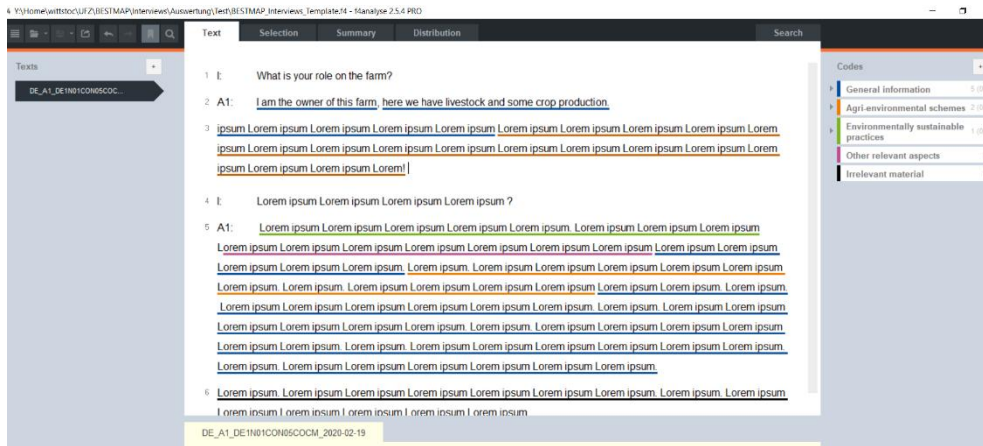 Y:\Home\wittstoc\UFZ\BESTMAP\Interviews\Auswertung\Test\BESTMAP_Interviews_Template.f4 - f4analyse 2.5.4 PRO
Text Selection Summary Distribution Search
Texts
DE_A1_DE1N01CON05COC...
1 I: What is your role on the farm?
2 A1: I am the owner of this farm, here we have livestock and some crop production.
3 ipsum Lorem ipsum Lorem ipsum Lorem ipsum Lorem ipsum Lorem ipsum Lorem ipsum Lorem ipsum Lorem ipsum Lorem
ipsum Lorem ipsum Lorem ipsum Lorem ipsum Lorem ipsum Lorem ipsum Lorem ipsum Lorem ipsum Lorem ipsum Lorem
ipsum Lorem ipsum Lorem ipsum Lorem!
4 I: Lorem ipsum Lorem ipsum Lorem ipsum Lorem ipsum ?
5 A1: Lorem ipsum Lorem ipsum Lorem ipsum Lorem ipsum Lorem ipsum. Lorem ipsum Lorem ipsum Lorem ipsum
Lorem ipsum Lorem ipsum Lorem ipsum Lorem ipsum Lorem ipsum Lorem ipsum Lorem ipsum Lorem ipsum Lorem ipsum
Lorem ipsum Lorem ipsum Lorem ipsum. Lorem ipsum. Lorem ipsum Lorem ipsum Lorem ipsum Lorem ipsum Lorem ipsum
Lorem ipsum. Lorem ipsum. Lorem ipsum Lorem ipsum Lorem ipsum Lorem ipsum Lorem ipsum Lorem ipsum. Lorem ipsum.
Lorem ipsum Lorem ipsum Lorem ipsum Lorem ipsum Lorem ipsum Lorem ipsum. Lorem ipsum. Lorem ipsum Lorem ipsum
Lorem ipsum Lorem ipsum Lorem ipsum Lorem ipsum. Lorem ipsum. Lorem ipsum Lorem ipsum Lorem ipsum Lorem ipsum
Lorem ipsum Lorem ipsum. Lorem ipsum. Lorem ipsum Lorem ipsum Lorem ipsum Lorem ipsum Lorem ipsum Lorem ipsum.
Lorem ipsum. Lorem ipsum Lorem ipsum Lorem ipsum Lorem ipsum Lorem ipsum Lorem ipsum.
6 Lorem ipsum. Lorem ipsum Lorem ipsum Lorem ipsum Lorem ipsum Lorem ipsum Lorem ipsum. Lorem ipsum. Lorem ipsum
Lorem ipsum Lorem ipsum Lorem ipsum Lorem ipsum Lorem ipsum
DE_A1_DE1N01CON05COCM_2020-02-19
Codes
General information 5
Agri-environmental schemes 2
Environmentally sustainable 1
practices
Other relevant aspects
Irrelevant material